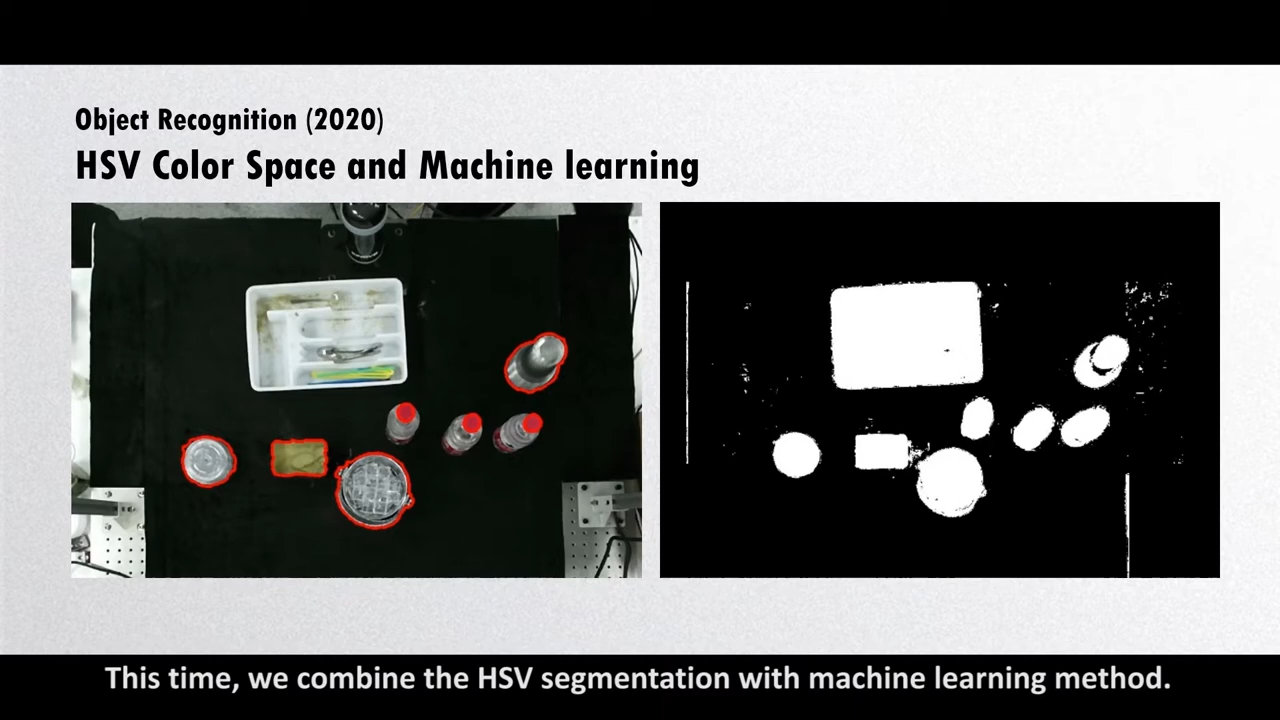 Object Recognition (2020)
HSV Color Space and Machine learning
This time, we combine the HSV segmentation with machine learning method.